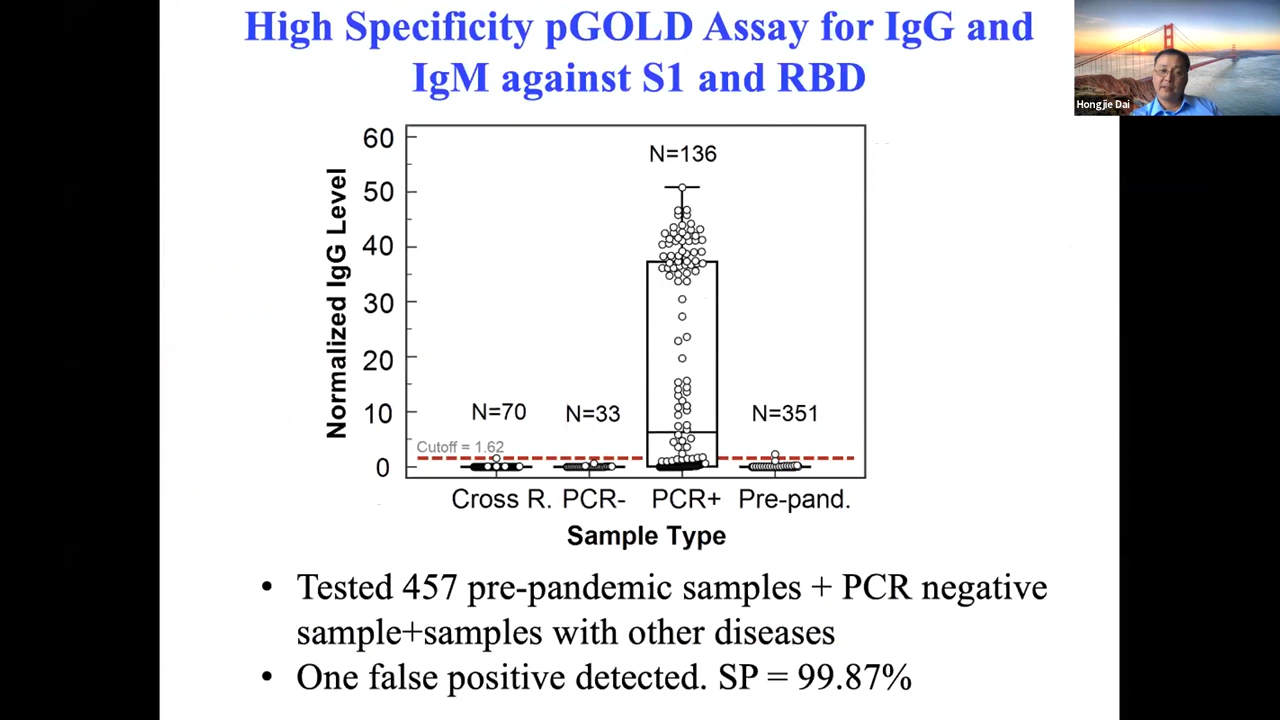 High Specificity pGOLD Assay for IgG and
IgM against S1 and RBD
Hongjie Dai
Normalized IgG Level
60
50
40
30
20
10
0
N=136
N=70
N=33
N=351
Cutoff = 1.62
Cross R.
PCR-
PCR+
Pre-pand.
Sample Type
• Tested 457 pre-pandemic samples + PCR negative
sample+samples with other diseases
• One false positive detected. SP = 99.87%